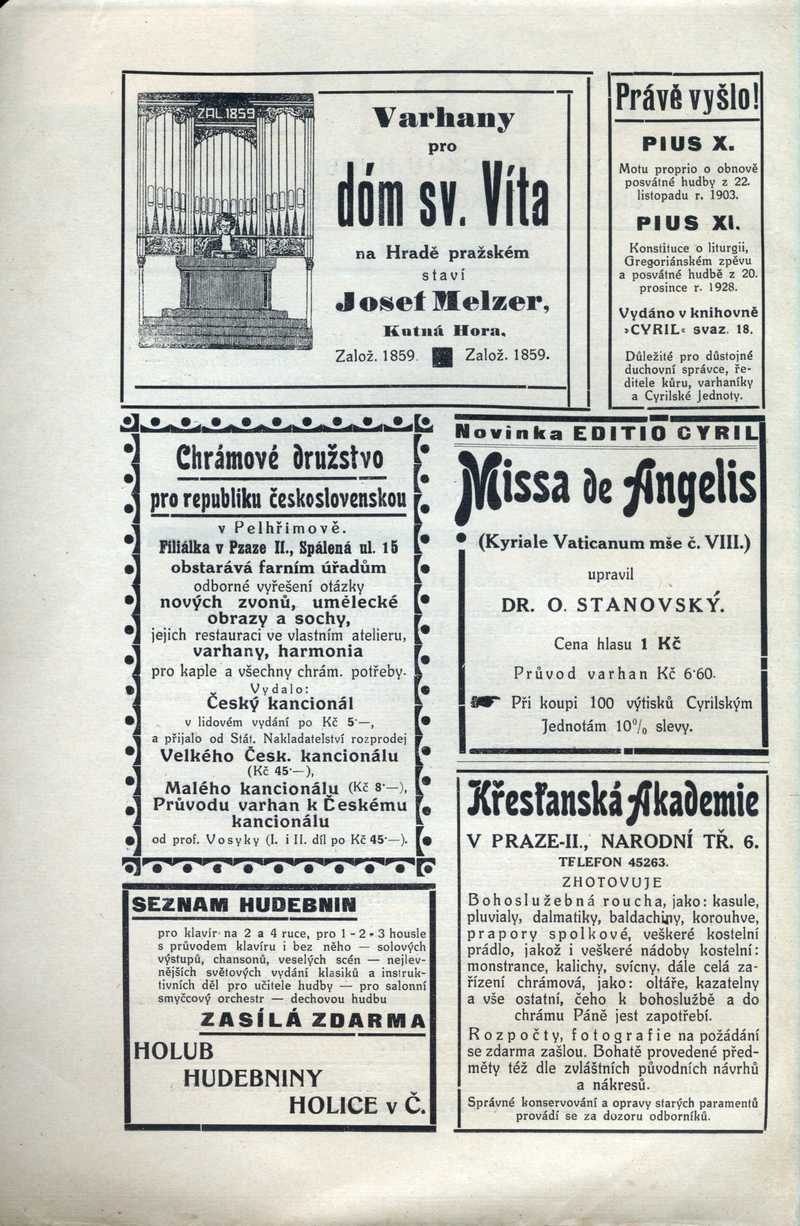 ZAL. 1859
Varhany
pro
dóm sv. Víta
na Hradě pražském
staví
Josef Melzer,
Kutná Hora.
Založ. 1859. Založ. 1859.
Právě vyšlo!
PIUS X.
Motu proprio o obnově
posvátné hudby z 22.
listopadu r. 1903.
PIUS XI.
Konstituce o liturgii,
Gregoriánském zpěvu
a posvátné hudbě z 20.
prosince r. 1928.
Vydáno v knihovně
»CYRIL« svaz. 18.
Důležité pro důstojné
duchovní správce, ře-
ditele kůru, varhaníky
a Cyrilské Jednoty.
Chrámové družstvo
pro republiku československou
v Pelhřimově.
Filiálka v Pzaze II., Spálená ul. 15
obstarává farním úřadům
odborné vyřešení otázky
nových zvonů, umělecké
obrazy a sochy,
jejich restauraci ve vlastním atelieru,
varhany, harmonia
pro kaple a všechny chrám. potřeby.
Vydalo:
Český kancionál
v lidovém vydání po Kč 5·—,
a přijalo od Stát. Nakladatelství rozprodej
Velkého Česk. kancionálu
(Kč 45·—),
Malého kancionálu (Kč 8·—),
Průvodu varhan k Českému
kancionálu
od prof. Vosyky (I. i II. díl po Kč 45·—).
Novinka EDITIO CYRIL
Missa de Angelis
(Kyriale Vaticanum mše č. VIII.)
upravil
DR. O. STANOVSKÝ.
Cena hlasu 1 Kč
Průvod varhan Kč 6·60.
Při koupi 100 výtisků Cyrilským
Jednotám 10% slevy.
SEZNAM HUDEBNIN
pro klavír na 2 a 4 ruce, pro 1 - 2 - 3 housle
s průvodem klavíru i bez něho — solových
výstupů, chansonů, veselých scén — nejlev-
nějších světových vydání klasiků a instruk-
tivních děl pro učitele hudby — pro salonní
smyčcový orchestr — dechovou hudbu
ZASÍLÁ ZDARMA
HOLUB
HUDEBNINY
HOLICE v Č.
Křesťanská Akademie
V PRAZE-II., NARODNÍ TŘ. 6.
TELEFON 45263.
ZHOTOVUJE
Bohoslužebná roucha, jako: kasule,
pluvialy, dalmatiky, baldachiny, korouhve,
prapory spolkové, veškeré kostelní
prádlo, jakož i veškeré nádoby kostelní:
monstrance, kalichy, svícny, dále celá za-
řízení chrámová, jako: oltáře, kazatelny
a vše ostatní, čeho k bohoslužbě a do
chrámu Páně jest zapotřebí.
Rozpočty, fotografie na požádání
se zdarma zašlou. Bohatě provedené před-
měty též dle zvláštních původních návrhů
a nákresů.
Správné konservování a opravy starých paramentů
provádí se za dozoru odborníků.